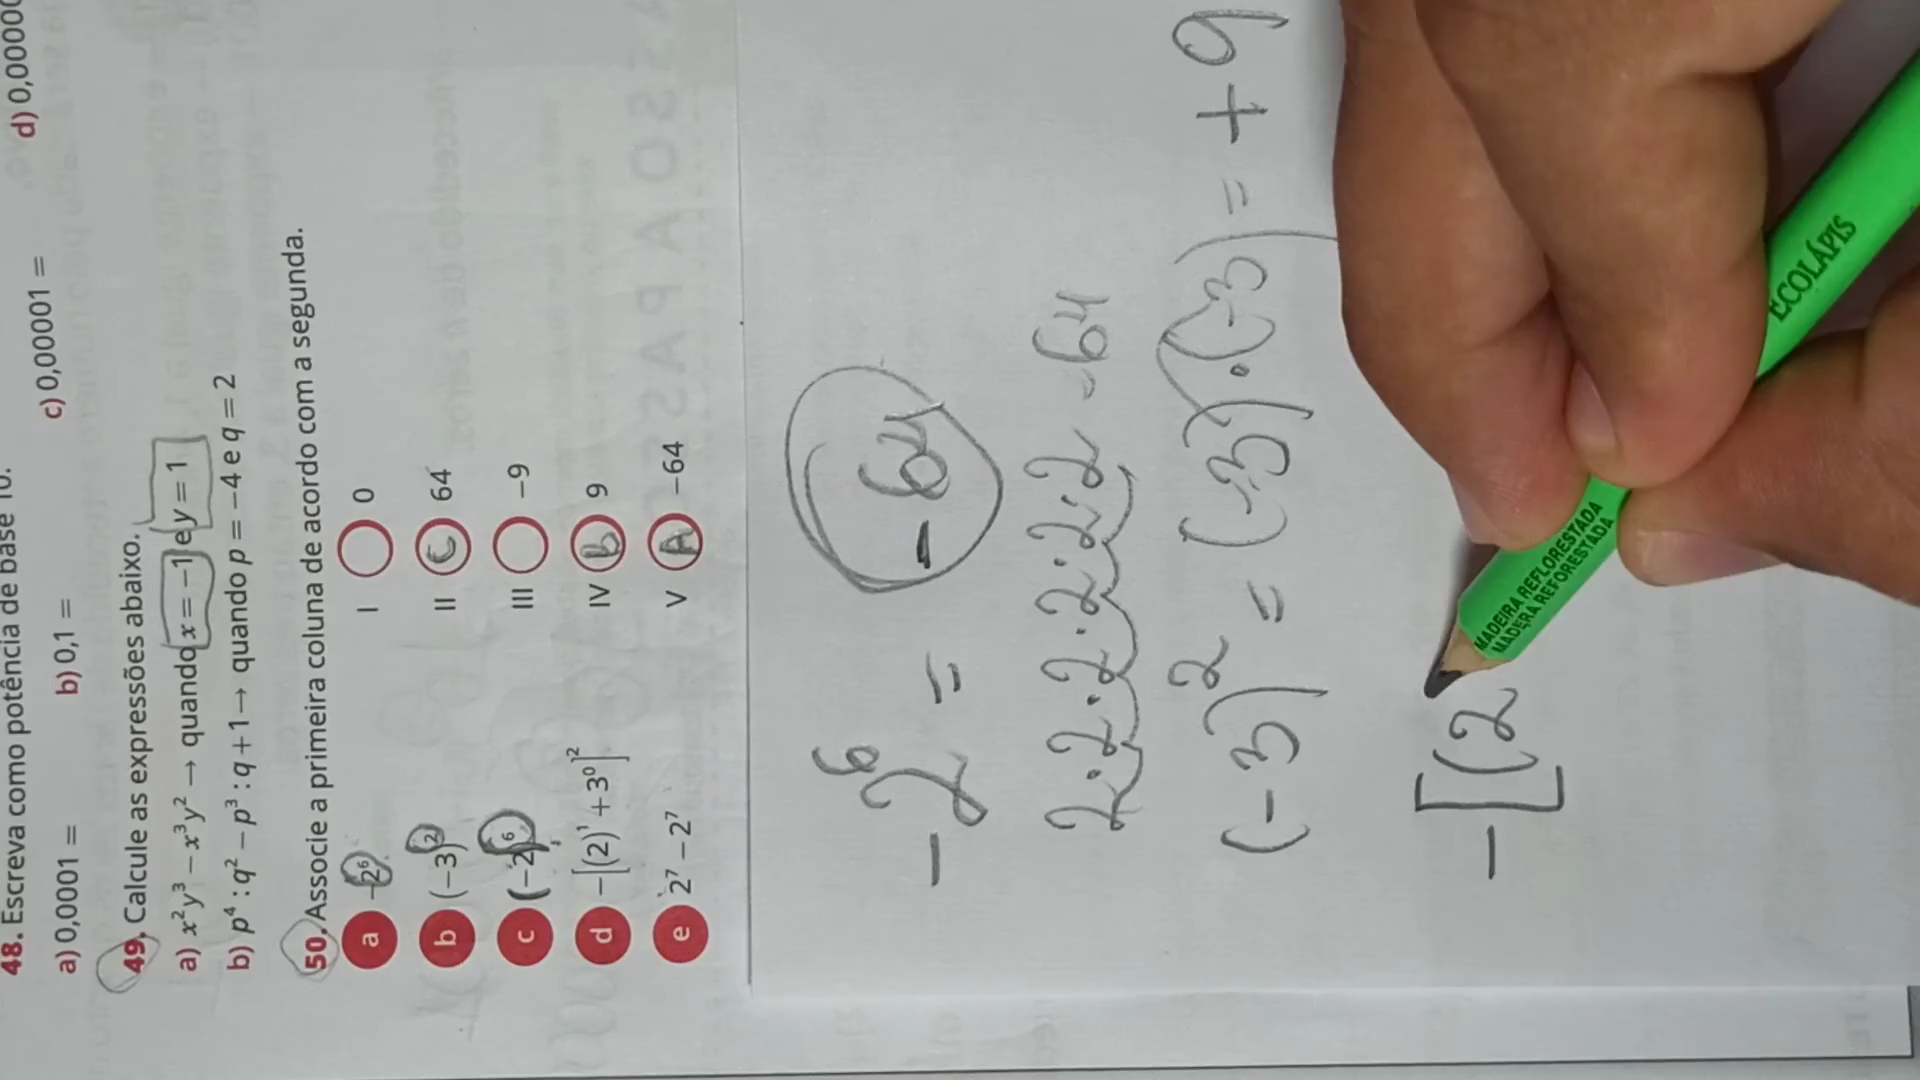 48. Escreva como potência de base 10.
a) 0,0001 = b) 0,1 = c) 0,00001 =
49. Calcule as expressões abaixo.
a) x²y³ − x³y² → quando x = −1 e y = 1
b) p⁴ : q² − p³ : q + 1 → quando p = −4 e q = 2
50. Associe a primeira coluna de acordo com a segunda.
a −2⁶ I 0
b (−3)² II C 64
c (−2)⁶ III −9
d −[(2)¹ + 3⁰]² IV b 9
e 2⁷ − 2⁷ V A −64
−2⁶ = −64
2.2.2.2.2.2 = 64
(−3)² = (−3).(−3) = +9
−[(2
ECOLÁPIS
MADEIRA REFLORESTADA
MADERA REFORESTADA